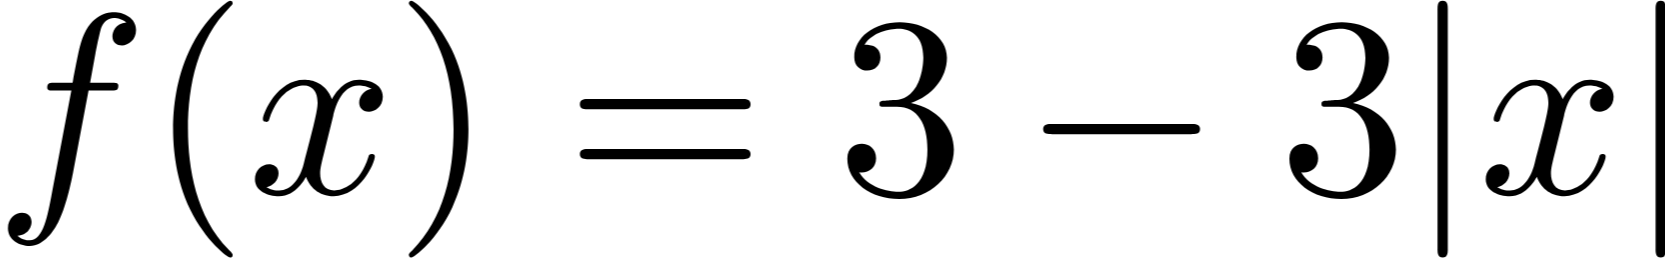 f(x) = 3 − 3|x|